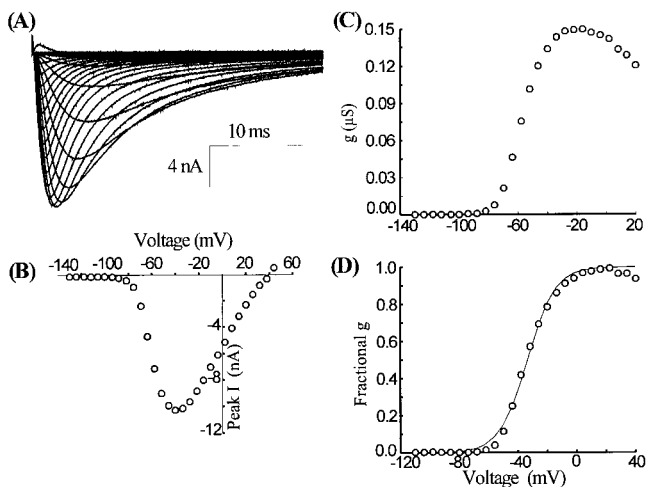 (A)
10 ms
4 nA
Voltage (mV)
(B)
-140 -100 -60 -20 20 60
-4
-8
-12
Peak I (nA)
(C)
0.15
0.12
0.09
0.06
0.03
0.00
g (µS)
-140 -100 -60 -20 20
(D)
1.0
0.8
0.6
0.4
0.2
0.0
Fractional g
-120 -80 -40 0 40
Voltage (mV)